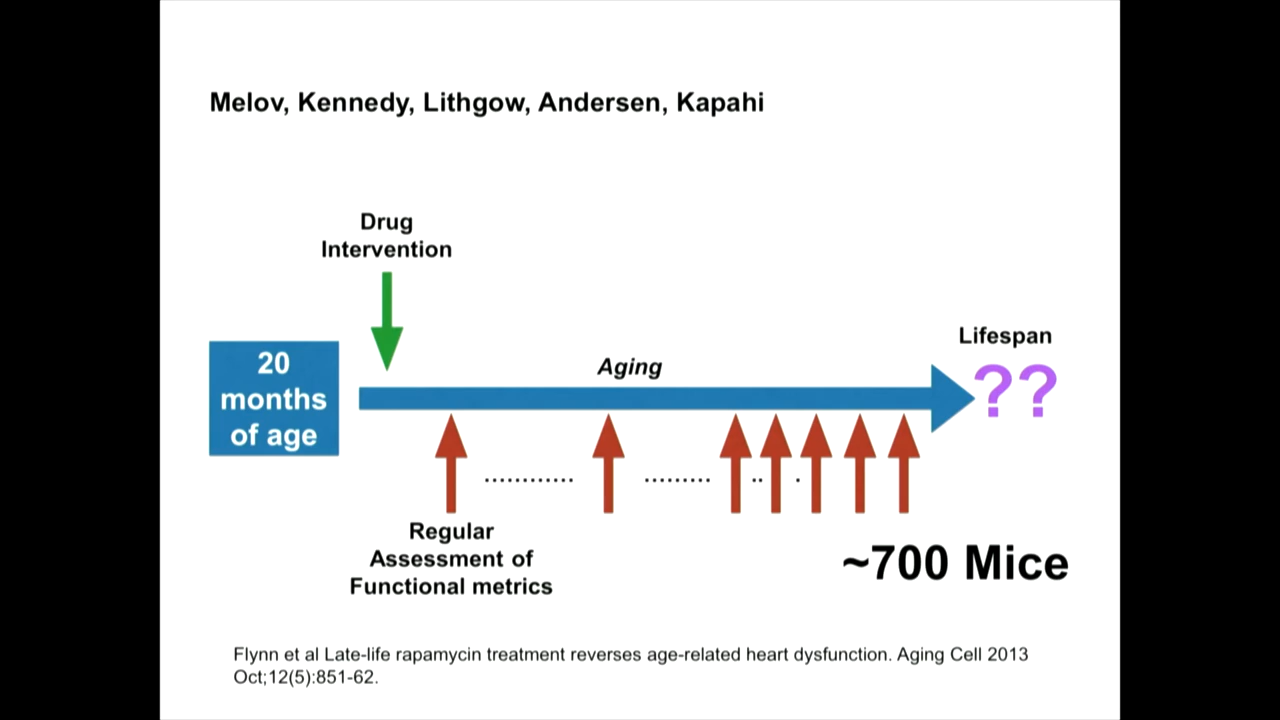 Melov, Kennedy, Lithgow, Andersen, Kapahi
Drug
Intervention
20
months
of age
Aging
Lifespan
??
Regular
Assessment of
Functional metrics
~700 Mice
Flynn et al Late-life rapamycin treatment reverses age-related heart dysfunction. Aging Cell 2013
Oct;12(5):851-62.